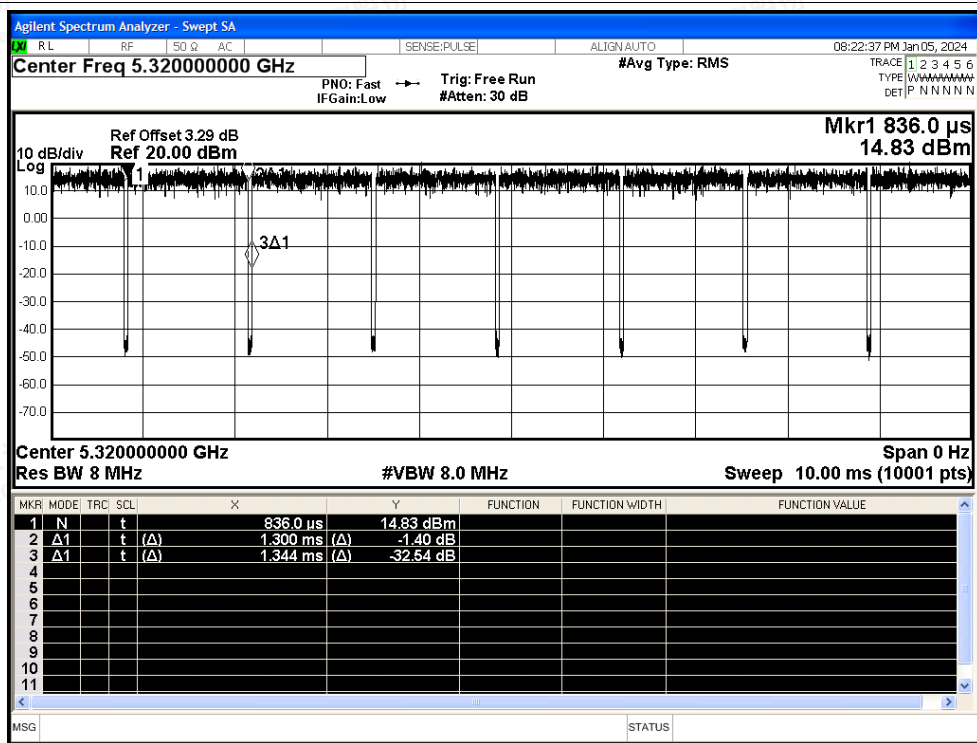 Agilent Spectrum Analyzer - Swept SA
LXI RL RF 50 Ω AC SENSE:PULSE ALIGN AUTO 08:22:37 PM Jan 05, 2024
Center Freq 5.320000000 GHz #Avg Type: RMS TRACE 1 2 3 4 5 6
PNO: Fast Trig: Free Run TYPE WWWWWW
IFGain:Low #Atten: 30 dB DET P N N N N N
Mkr1 836.0 µs
Ref Offset 3.29 dB
10 dB/div Ref 20.00 dBm 14.83 dBm
Log
1
10.0
0.00
-10.0 3Δ1
-20.0
-30.0
-40.0
-50.0
-60.0
-70.0
Center 5.320000000 GHz Span 0 Hz
Res BW 8 MHz #VBW 8.0 MHz Sweep 10.00 ms (10001 pts)
MKR MODE TRC SCL X Y FUNCTION FUNCTION WIDTH FUNCTION VALUE
1 N t 836.0 µs 14.83 dBm
2 Δ1 t (Δ) 1.300 ms (Δ) -1.40 dB
3 Δ1 t (Δ) 1.344 ms (Δ) -32.54 dB
4
5
6
7
8
9
10
11
MSG STATUS